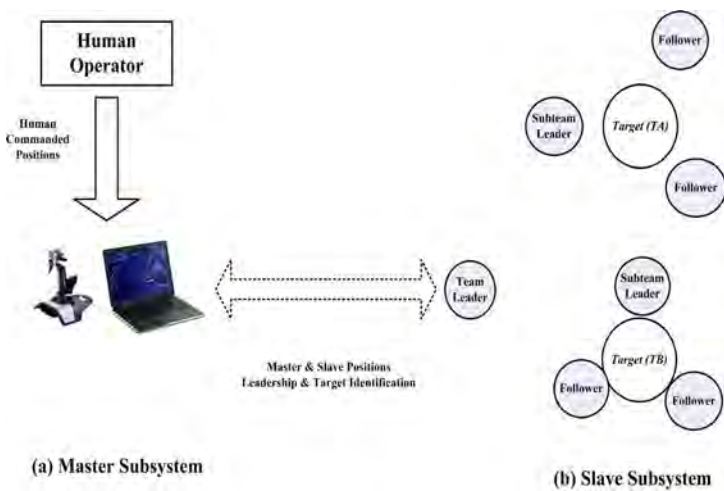 Human
Operator
Human
Commanded
Positions
Team
Leader
Master & Slave Positions
Leadership & Target Identification
(a) Master Subsystem
Follower
Subteam
Leader
Target (TA)
Follower
Subteam
Leader
Target (TB)
Follower
Follower
(b) Slave Subsystem